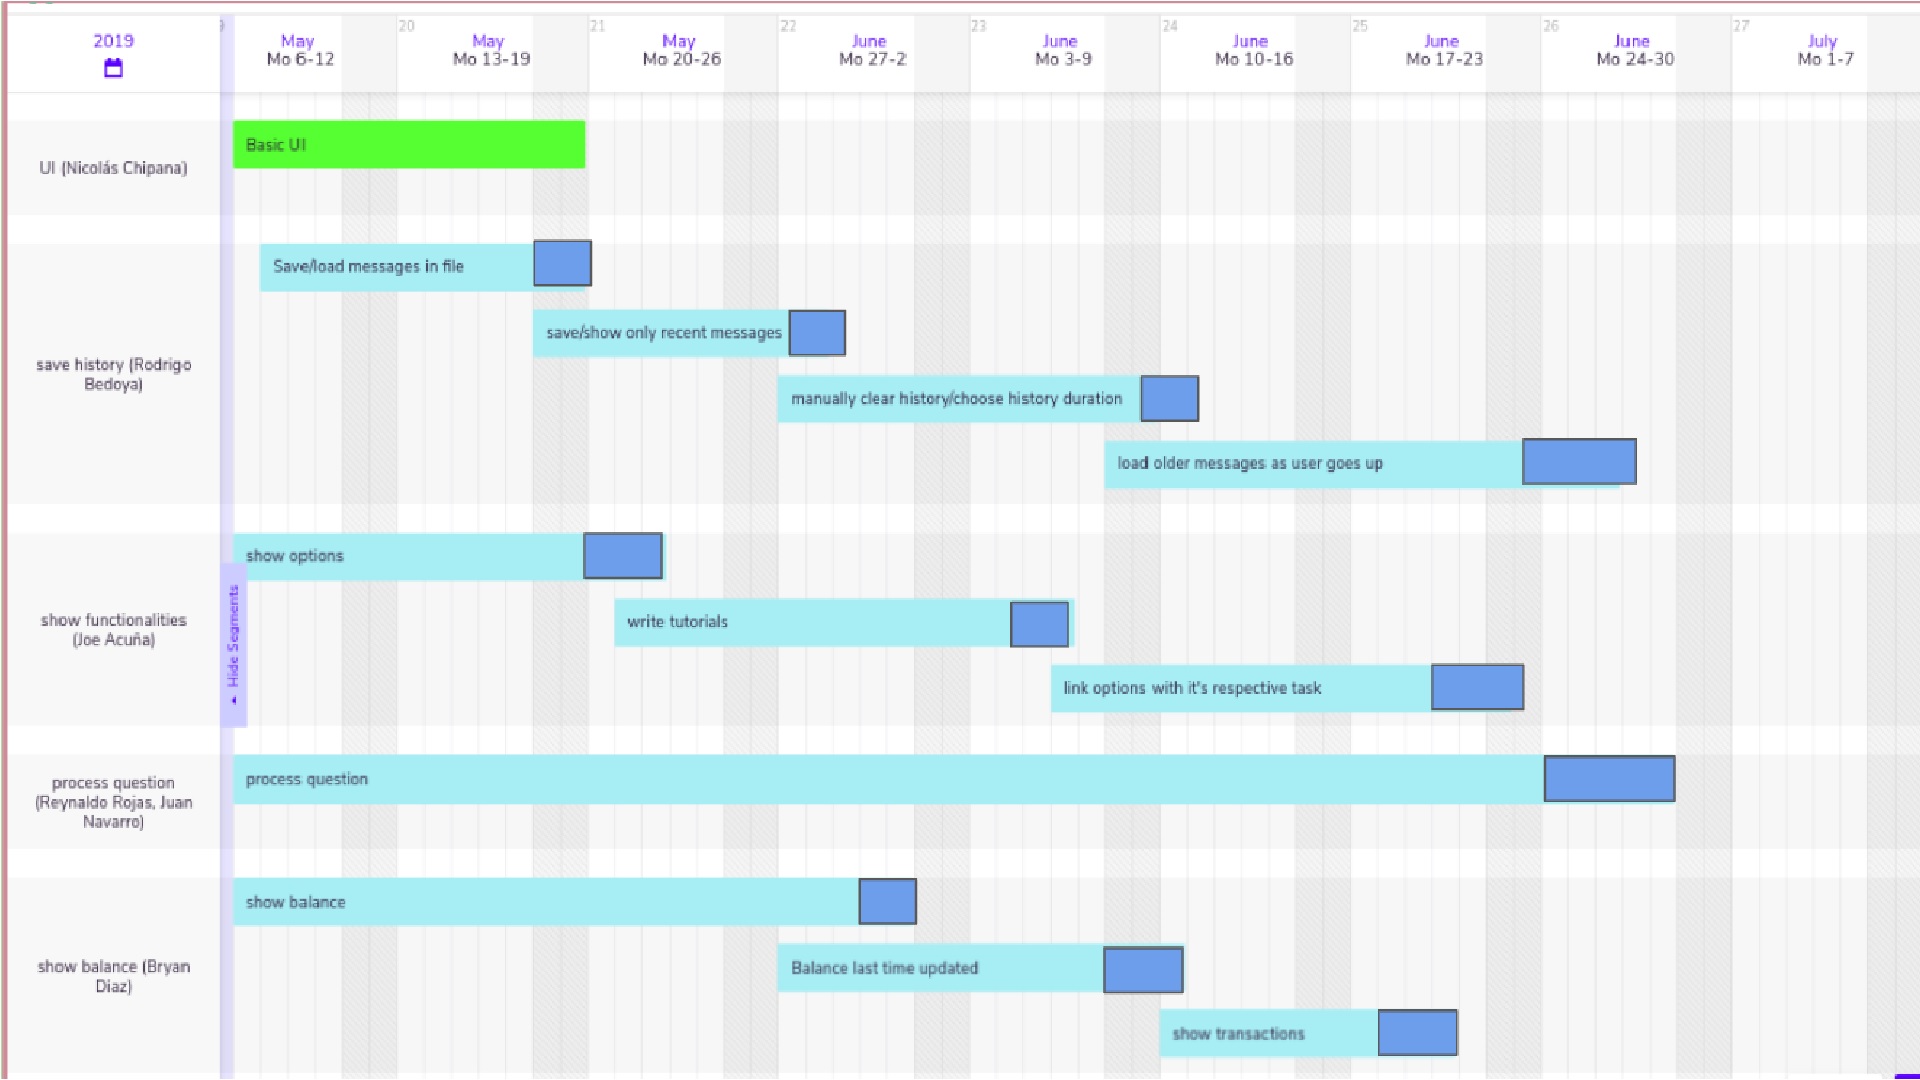 9 20 21 22 23 24 25 26 27
2019 May May May June June June June June July
Mo 6-12 Mo 13-19 Mo 20-26 Mo 27-2 Mo 3-9 Mo 10-16 Mo 17-23 Mo 24-30 Mo 1-7
Basic UI
UI (Nicolás Chipana)
Save/load messages in file
save/show only recent messages
save history (Rodrigo
Bedoya)
manually clear history/choose history duration
load older messages as user goes up
show options
Hide Segments
show functionalities
(Joe Acuña)
write tutorials
link options with it's respective task
process question
process question
(Reynaldo Rojas, Juan
Navarro)
show balance
show balance (Bryan
Diaz)
Balance last time updated
show transactions